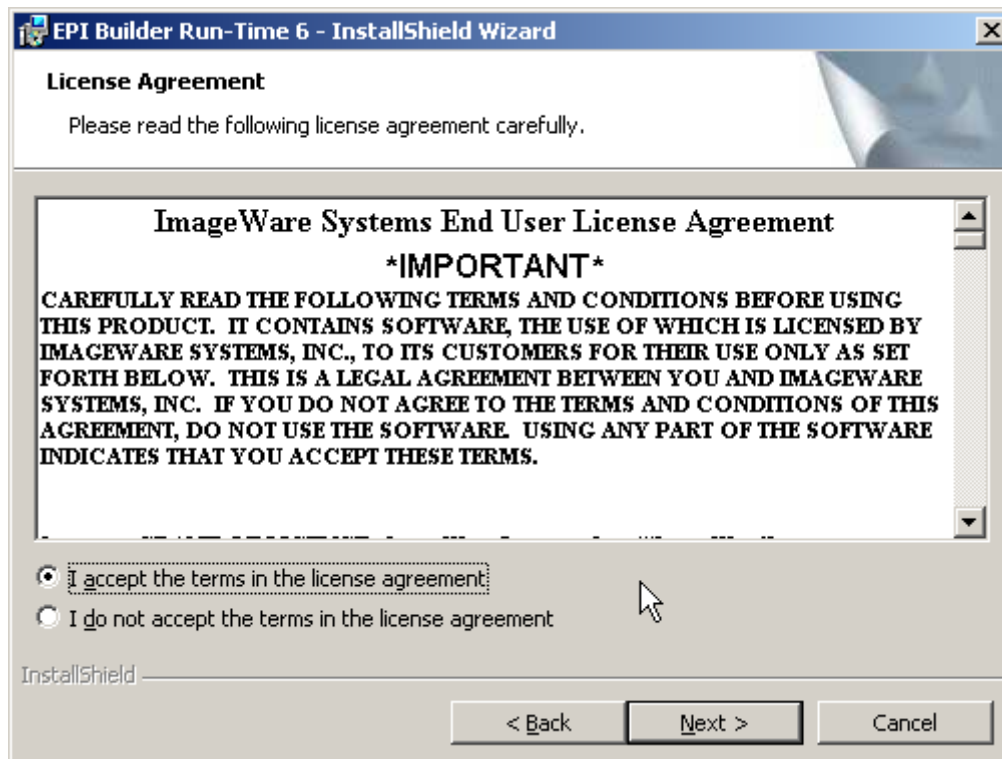 EPI Builder Run-Time 6 - InstallShield Wizard
License Agreement
Please read the following license agreement carefully.
ImageWare Systems End User License Agreement
*IMPORTANT*
CAREFULLY READ THE FOLLOWING TERMS AND CONDITIONS BEFORE USING
THIS PRODUCT.  IT CONTAINS SOFTWARE, THE USE OF WHICH IS LICENSED BY
IMAGEWARE SYSTEMS, INC., TO ITS CUSTOMERS FOR THEIR USE ONLY AS SET
FORTH BELOW.  THIS IS A LEGAL AGREEMENT BETWEEN YOU AND IMAGEWARE
SYSTEMS, INC.  IF YOU DO NOT AGREE TO THE TERMS AND CONDITIONS OF THIS
AGREEMENT, DO NOT USE THE SOFTWARE.  USING ANY PART OF THE SOFTWARE
INDICATES THAT YOU ACCEPT THESE TERMS.
I accept the terms in the license agreement
I do not accept the terms in the license agreement
InstallShield
< Back
Next >
Cancel